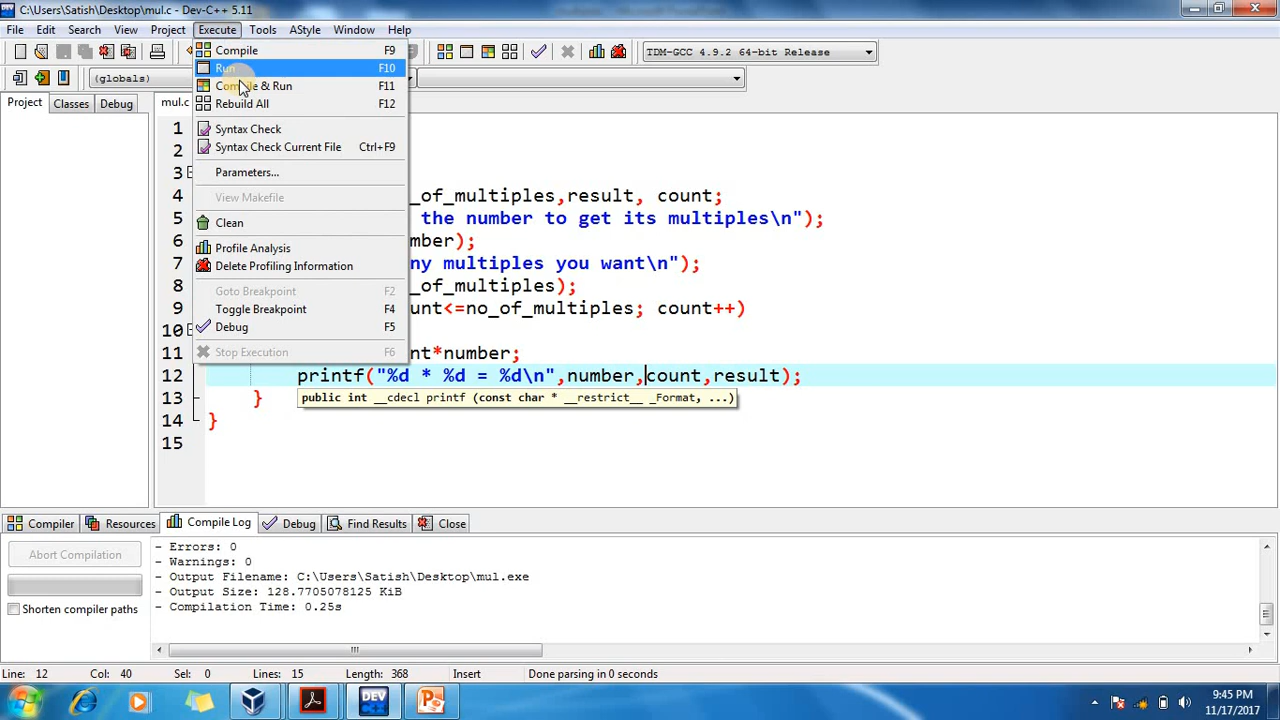 C:\Users\Satish\Desktop\mul.c - Dev-C++ 5.11
File Edit Search View Project Execute Tools AStyle Window Help
TDM-GCC 4.9.2 64-bit Release
(globals)
Project Classes Debug
mul.c
Compile F9
Run F10
Compile & Run F11
Rebuild All F12
Syntax Check
Syntax Check Current File Ctrl+F9
Parameters...
View Makefile
Clean
Profile Analysis
Delete Profiling Information
Goto Breakpoint F2
Toggle Breakpoint F4
Debug F5
Stop Execution F6
1
2
3
4 _of_multiples,result, count;
5 the number to get its multiples\n");
6 mber);
7 ny multiples you want\n");
8 _of_multiples);
9 count<=no_of_multiples; count++)
10
11 nt*number;
12 printf("%d * %d = %d\n",number,count,result);
public int __cdecl printf (const char * __restrict__ _Format, ...)
13 }
14 }
15
Compiler Resources Compile Log Debug Find Results Close
Abort Compilation
Shorten compiler paths
- Errors: 0
- Warnings: 0
- Output Filename: C:\Users\Satish\Desktop\mul.exe
- Output Size: 128.7705078125 KiB
- Compilation Time: 0.25s
Line: 12 Col: 40 Sel: 0 Lines: 15 Length: 368 Insert Done parsing in 0 seconds
DEV
9:45 PM
11/17/2017